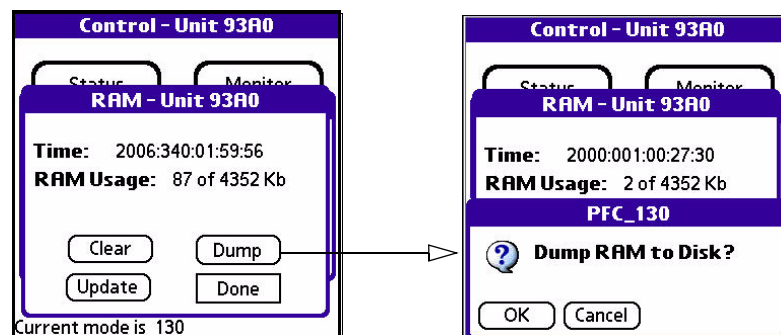 Control - Unit 93A0
Status Monitor
RAM - Unit 93A0
Time: 2006:340:01:59:56
RAM Usage: 87 of 4352 Kb
Clear Dump
Update Done
Current mode is 130
Control - Unit 93A0
Status Monitor
RAM - Unit 93A0
Time: 2000:001:00:27:30
RAM Usage: 2 of 4352 Kb
PFC_130
Dump RAM to Disk?
OK Cancel